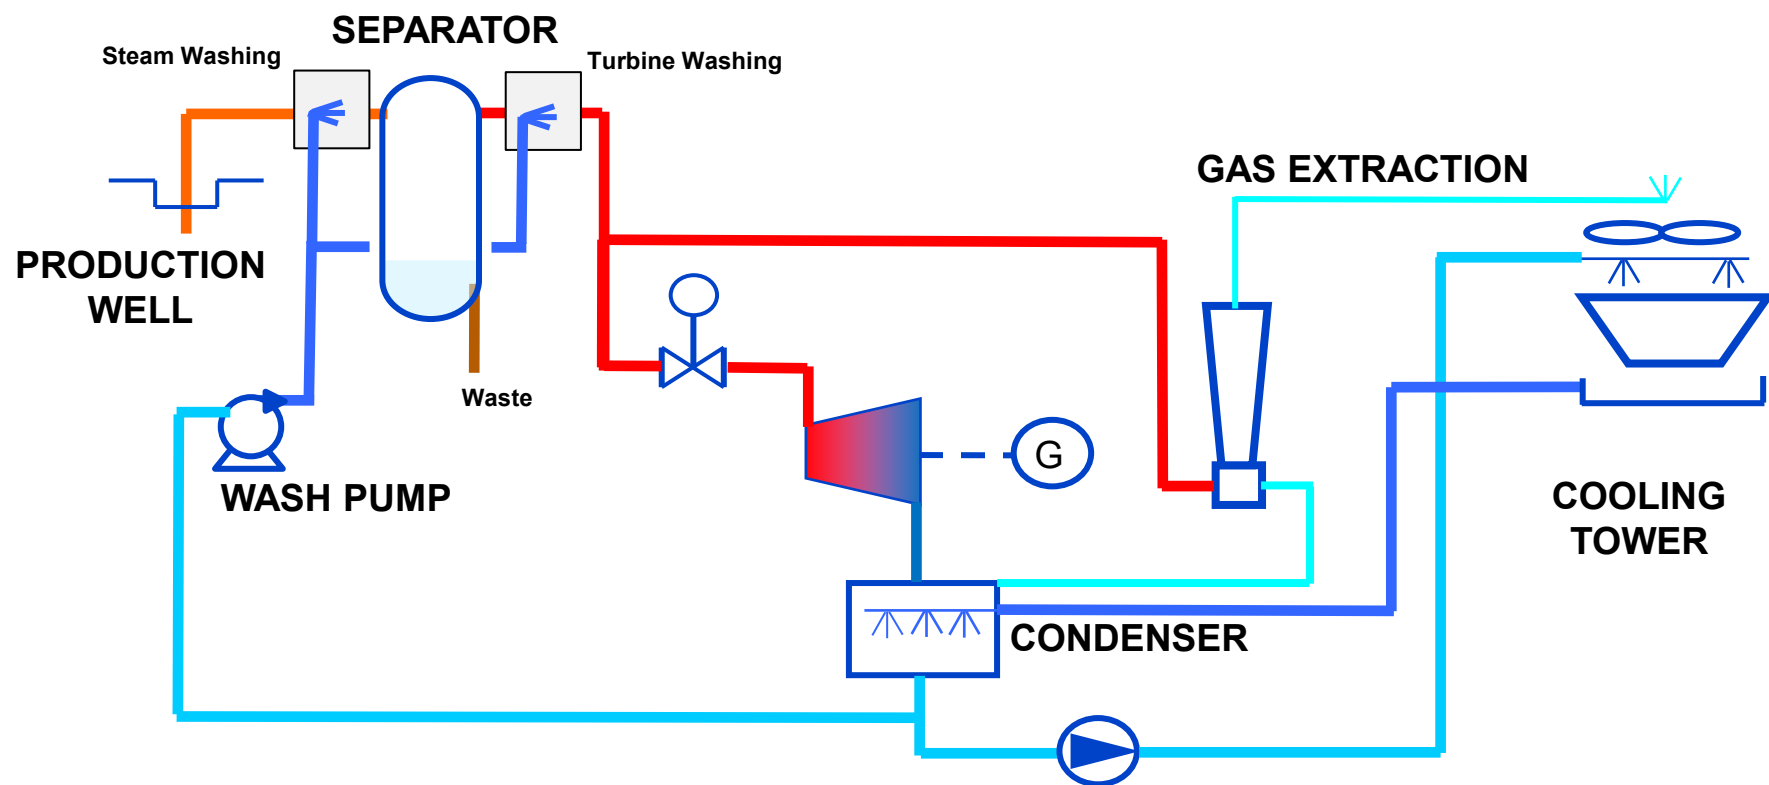 SEPARATOR
Steam Washing
Turbine Washing
GAS EXTRACTION
PRODUCTION
WELL
Waste
WASH PUMP
G
COOLING
TOWER
CONDENSER